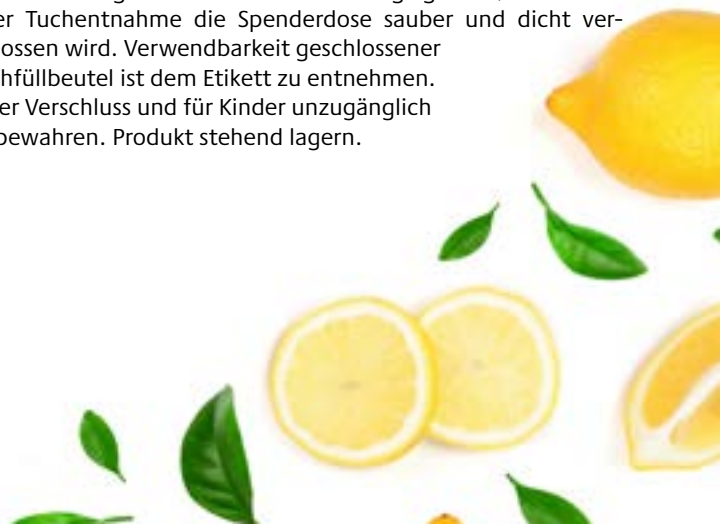 er Tuchentnahme die Spenderdose sauber und dicht ver-
ossen wird. Verwendbarkeit geschlossener
hfüllbeutel ist dem Etikett zu entnehmen.
er Verschluss und für Kinder unzugänglich
bewahren. Produkt stehend lagern.